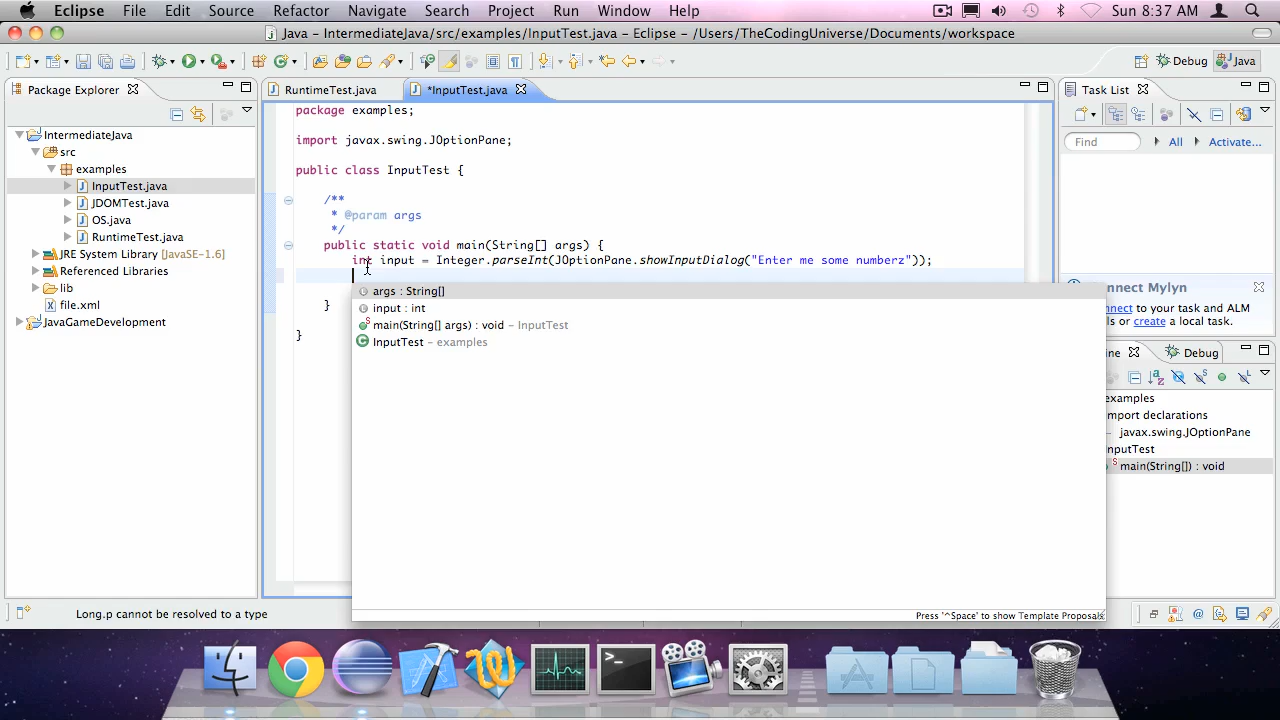 Eclipse File Edit Source Refactor Navigate Search Project Run Window Help Sun 8:37 AM
Java – IntermediateJava/src/examples/InputTest.java – Eclipse – /Users/TheCodingUniverse/Documents/workspace
Debug Java
Package Explorer
IntermediateJava
src
examples
InputTest.java
JDOMTest.java
OS.java
RuntimeTest.java
JRE System Library [JavaSE-1.6]
Referenced Libraries
lib
file.xml
JavaGameDevelopment
RuntimeTest.java *InputTest.java
package examples;
import javax.swing.JOptionPane;
public class InputTest {
/**
* @param args
*/
public static void main(String[] args) {
int input = Integer.parseInt(JOptionPane.showInputDialog("Enter me some numberz"));
}
}
args : String[]
input : int
main(String[] args) : void – InputTest
InputTest – examples
Press '^Space' to show Template Proposals
Task List
Find All Activate...
nnect Mylyn
to your task and ALM
ls or create a local task.
ine Debug
examples
mport declarations
javax.swing.JOptionPane
nputTest
main(String[]) : void
Long.p cannot be resolved to a type